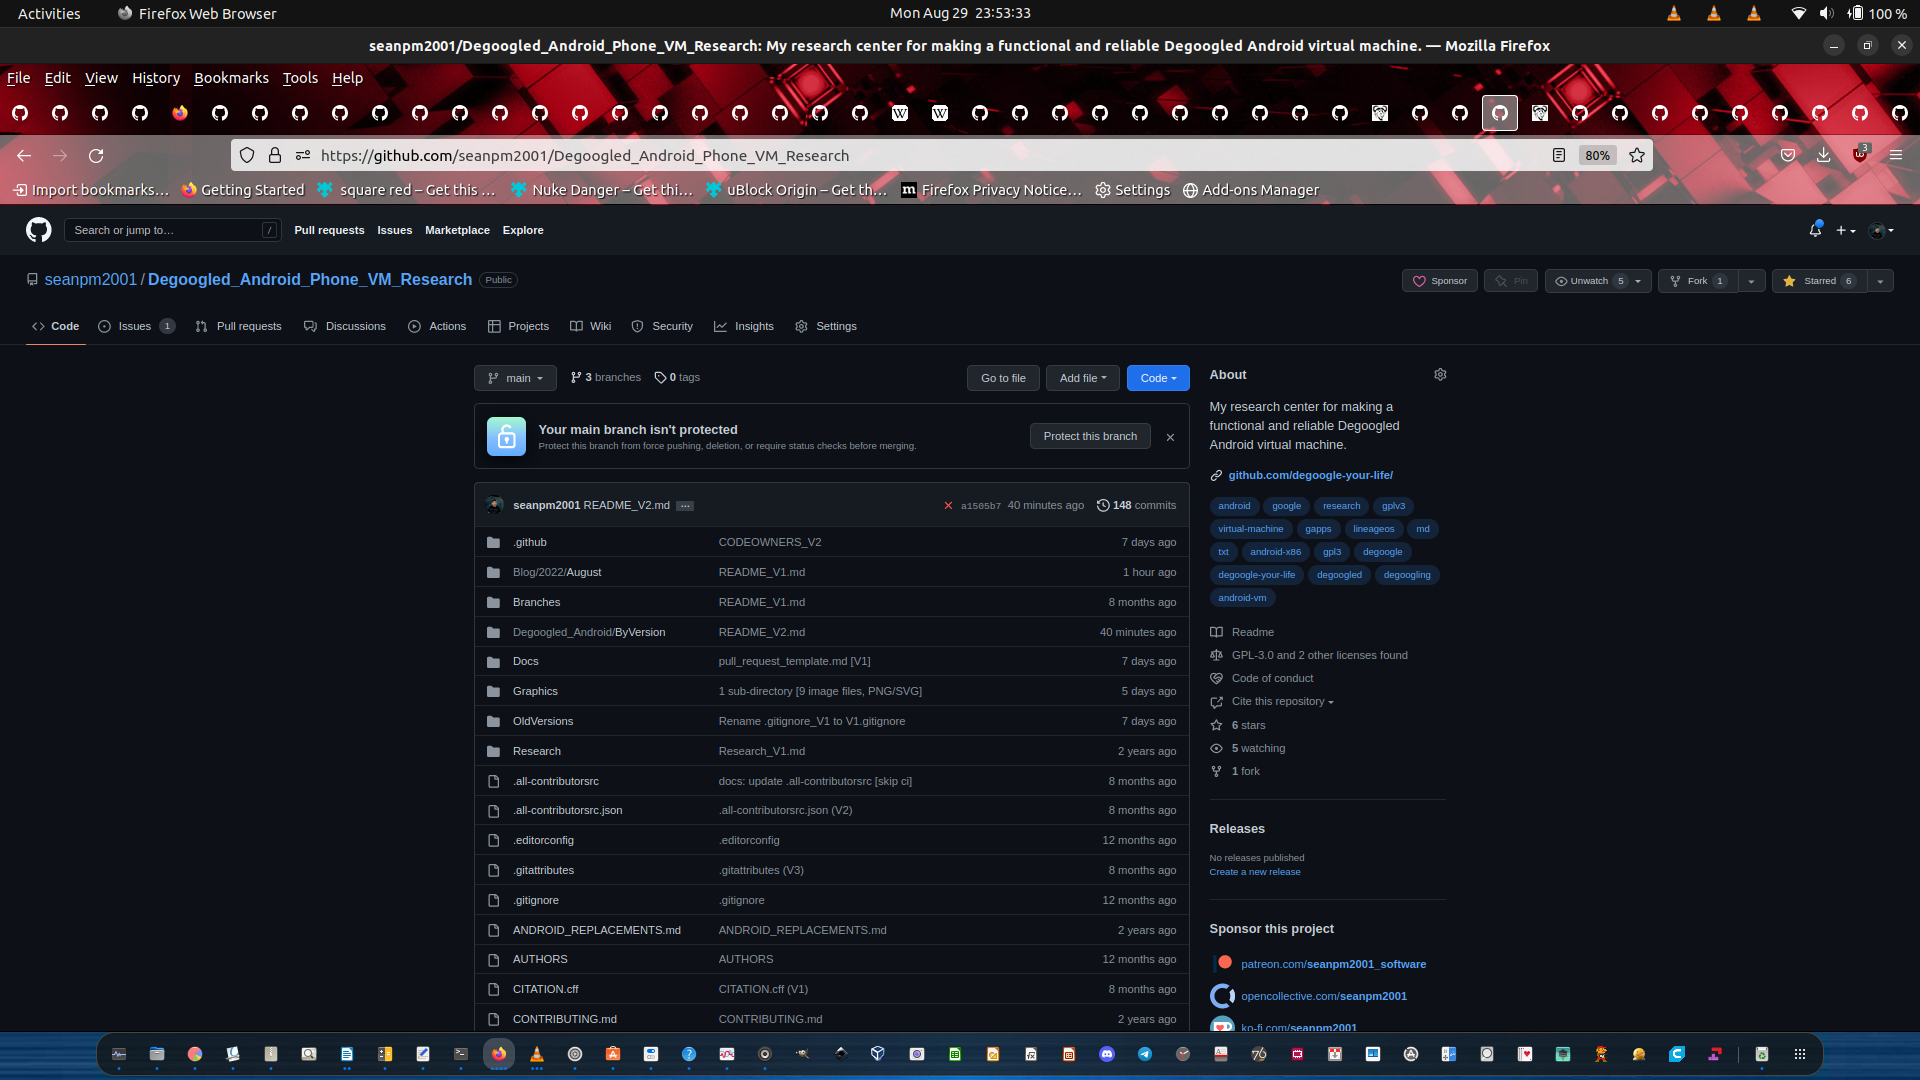 Activities Firefox Web Browser Mon Aug 29 23:53:33 100 %
seanpm2001/Degoogled_Android_Phone_VM_Research: My research center for making a functional and reliable Degoogled Android virtual machine. — Mozilla Firefox
File Edit View History Bookmarks Tools Help
https://github.com/seanpm2001/Degoogled_Android_Phone_VM_Research 80% 3
Import bookmarks… Getting Started square red – Get this … Nuke Danger – Get thi… uBlock Origin – Get th… Firefox Privacy Notice… Settings Add-ons Manager
Search or jump to… / Pull requests Issues Marketplace Explore
seanpm2001 / Degoogled_Android_Phone_VM_Research Public Sponsor Pin Unwatch 5 Fork 1 Starred 6
Code Issues 1 Pull requests Discussions Actions Projects Wiki Security Insights Settings
main 3 branches 0 tags Go to file Add file Code
Your main branch isn't protected
Protect this branch from force pushing, deletion, or require status checks before merging.
Protect this branch
seanpm2001 README_V2.md … a1505b7 40 minutes ago 148 commits
.github CODEOWNERS_V2 7 days ago
Blog/2022/August README_V1.md 1 hour ago
Branches README_V1.md 8 months ago
Degoogled_Android/ByVersion README_V2.md 40 minutes ago
Docs pull_request_template.md [V1] 7 days ago
Graphics 1 sub-directory [9 image files, PNG/SVG] 5 days ago
OldVersions Rename .gitignore_V1 to V1.gitignore 7 days ago
Research Research_V1.md 2 years ago
.all-contributorsrc docs: update .all-contributorsrc [skip ci] 8 months ago
.all-contributorsrc.json .all-contributorsrc.json (V2) 8 months ago
.editorconfig .editorconfig 12 months ago
.gitattributes .gitattributes (V3) 8 months ago
.gitignore .gitignore 12 months ago
ANDROID_REPLACEMENTS.md ANDROID_REPLACEMENTS.md 2 years ago
AUTHORS AUTHORS 12 months ago
CITATION.cff CITATION.cff (V1) 8 months ago
CONTRIBUTING.md CONTRIBUTING.md 2 years ago
About
My research center for making a
functional and reliable Degoogled
Android virtual machine.
github.com/degoogle-your-life/
android google research gplv3
virtual-machine gapps lineageos md
txt android-x86 gpl3 degoogle
degoogle-your-life degoogled degoogling
android-vm
Readme
GPL-3.0 and 2 other licenses found
Code of conduct
Cite this repository
6 stars
5 watching
1 fork
Releases
No releases published
Create a new release
Sponsor this project
patreon.com/seanpm2001_software
opencollective.com/seanpm2001
ko-fi.com/seanpm2001